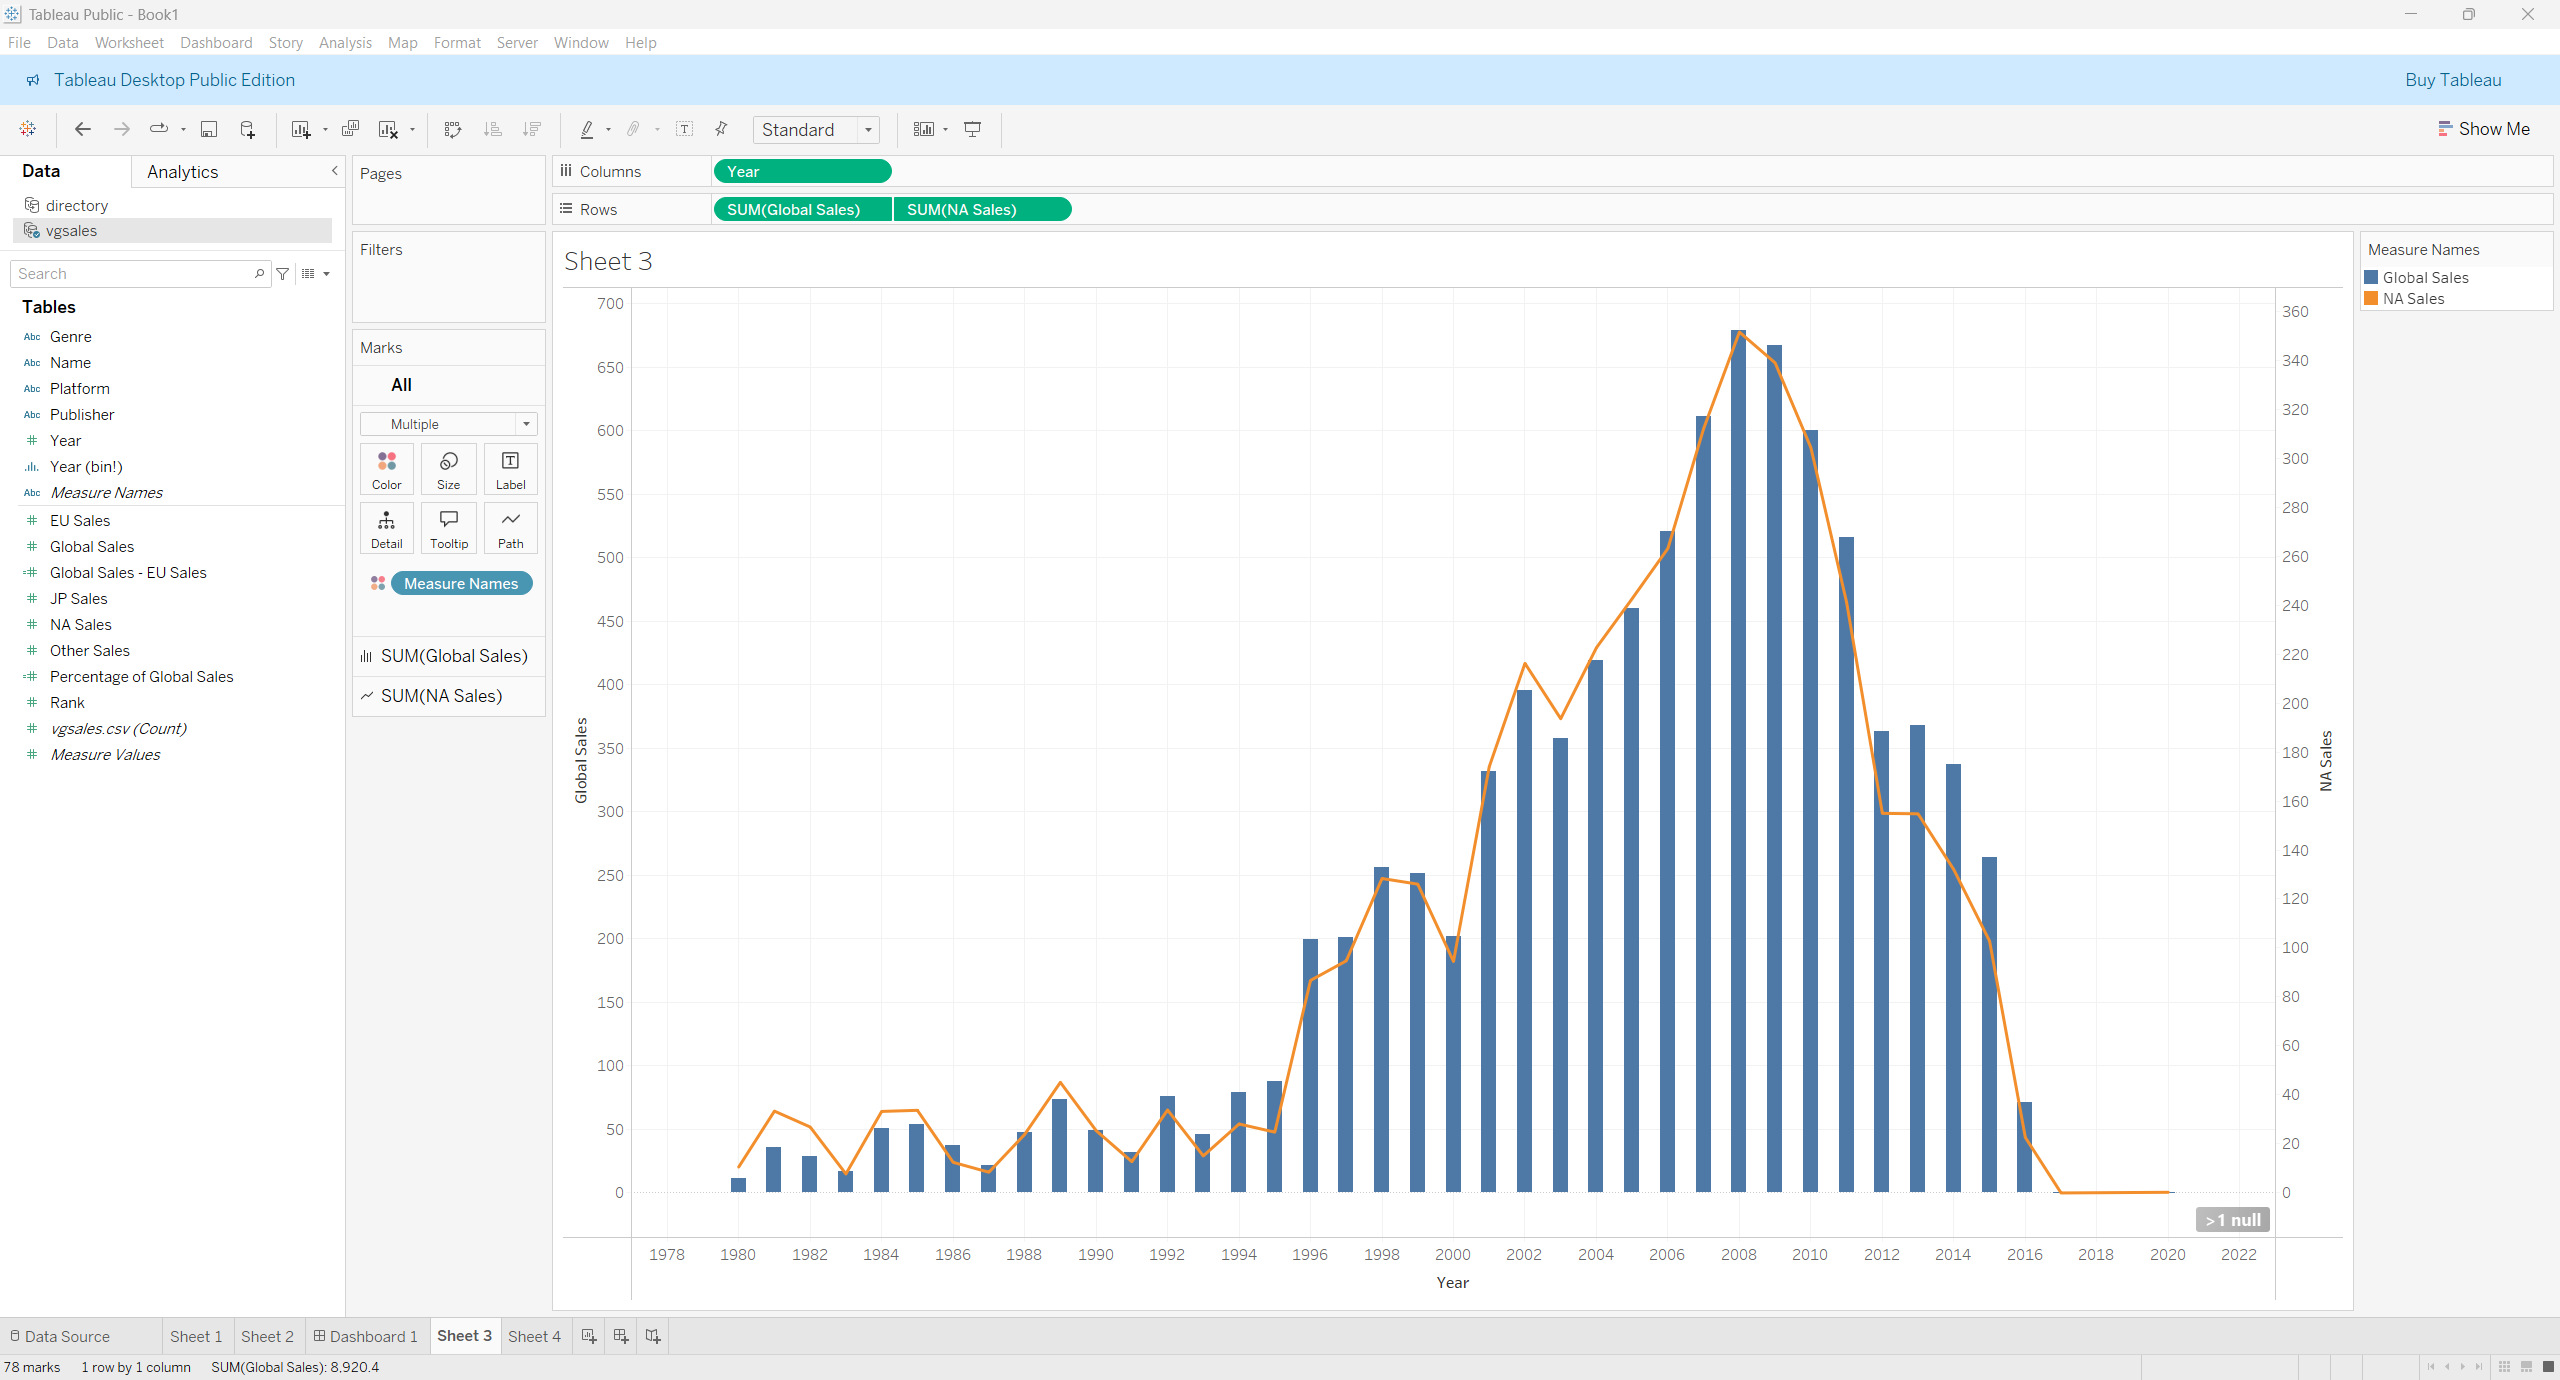 Tableau Public - Book1
File Data Worksheet Dashboard Story Analysis Map Format Server Window Help
Tableau Desktop Public Edition
Buy Tableau
Standard
Show Me
Data
Analytics
directory
vgsales
Search
Tables
Abc Genre
Abc Name
Abc Platform
Abc Publisher
# Year
Year (bin!)
Abc Measure Names
# EU Sales
# Global Sales
=# Global Sales - EU Sales
# JP Sales
# NA Sales
# Other Sales
=# Percentage of Global Sales
# Rank
# vgsales.csv (Count)
# Measure Values
Pages
Filters
Marks
All
Multiple
Color Size Label
Detail Tooltip Path
Measure Names
SUM(Global Sales)
SUM(NA Sales)
Columns Year
Rows SUM(Global Sales) SUM(NA Sales)
Sheet 3
Global Sales
700
650
600
550
500
450
400
350
300
250
200
150
100
50
0
360
340
320
300
280
260
240
220
200
180
160
140
120
100
80
60
40
20
0
NA Sales
>1 null
1978 1980 1982 1984 1986 1988 1990 1992 1994 1996 1998 2000 2002 2004 2006 2008 2010 2012 2014 2016 2018 2020 2022
Year
Measure Names
Global Sales
NA Sales
Data Source Sheet 1 Sheet 2 Dashboard 1 Sheet 3 Sheet 4
78 marks 1 row by 1 column SUM(Global Sales): 8,920.4